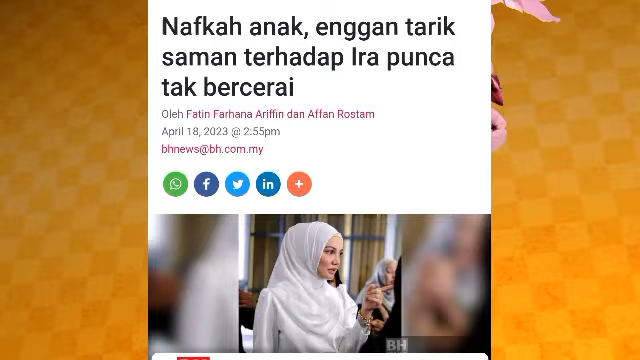 Nafkah anak, enggan tarik
saman terhadap Ira punca
tak bercerai
Oleh Fatin Farhana Ariffin dan Affan Rostam
April 18, 2023 @ 2:55pm
bhnews@bh.com.my
BH